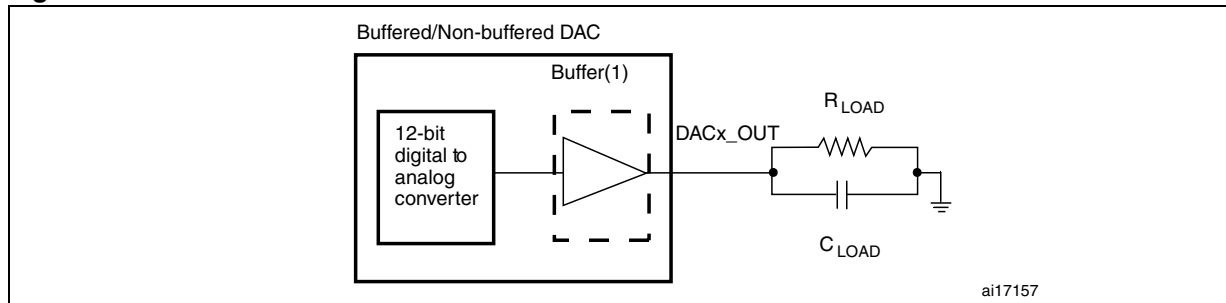 Buffered/Non-buffered DAC
Buffer(1)
12-bit
digital to
analog
converter
DACx_OUT
R LOAD
C LOAD
ai17157